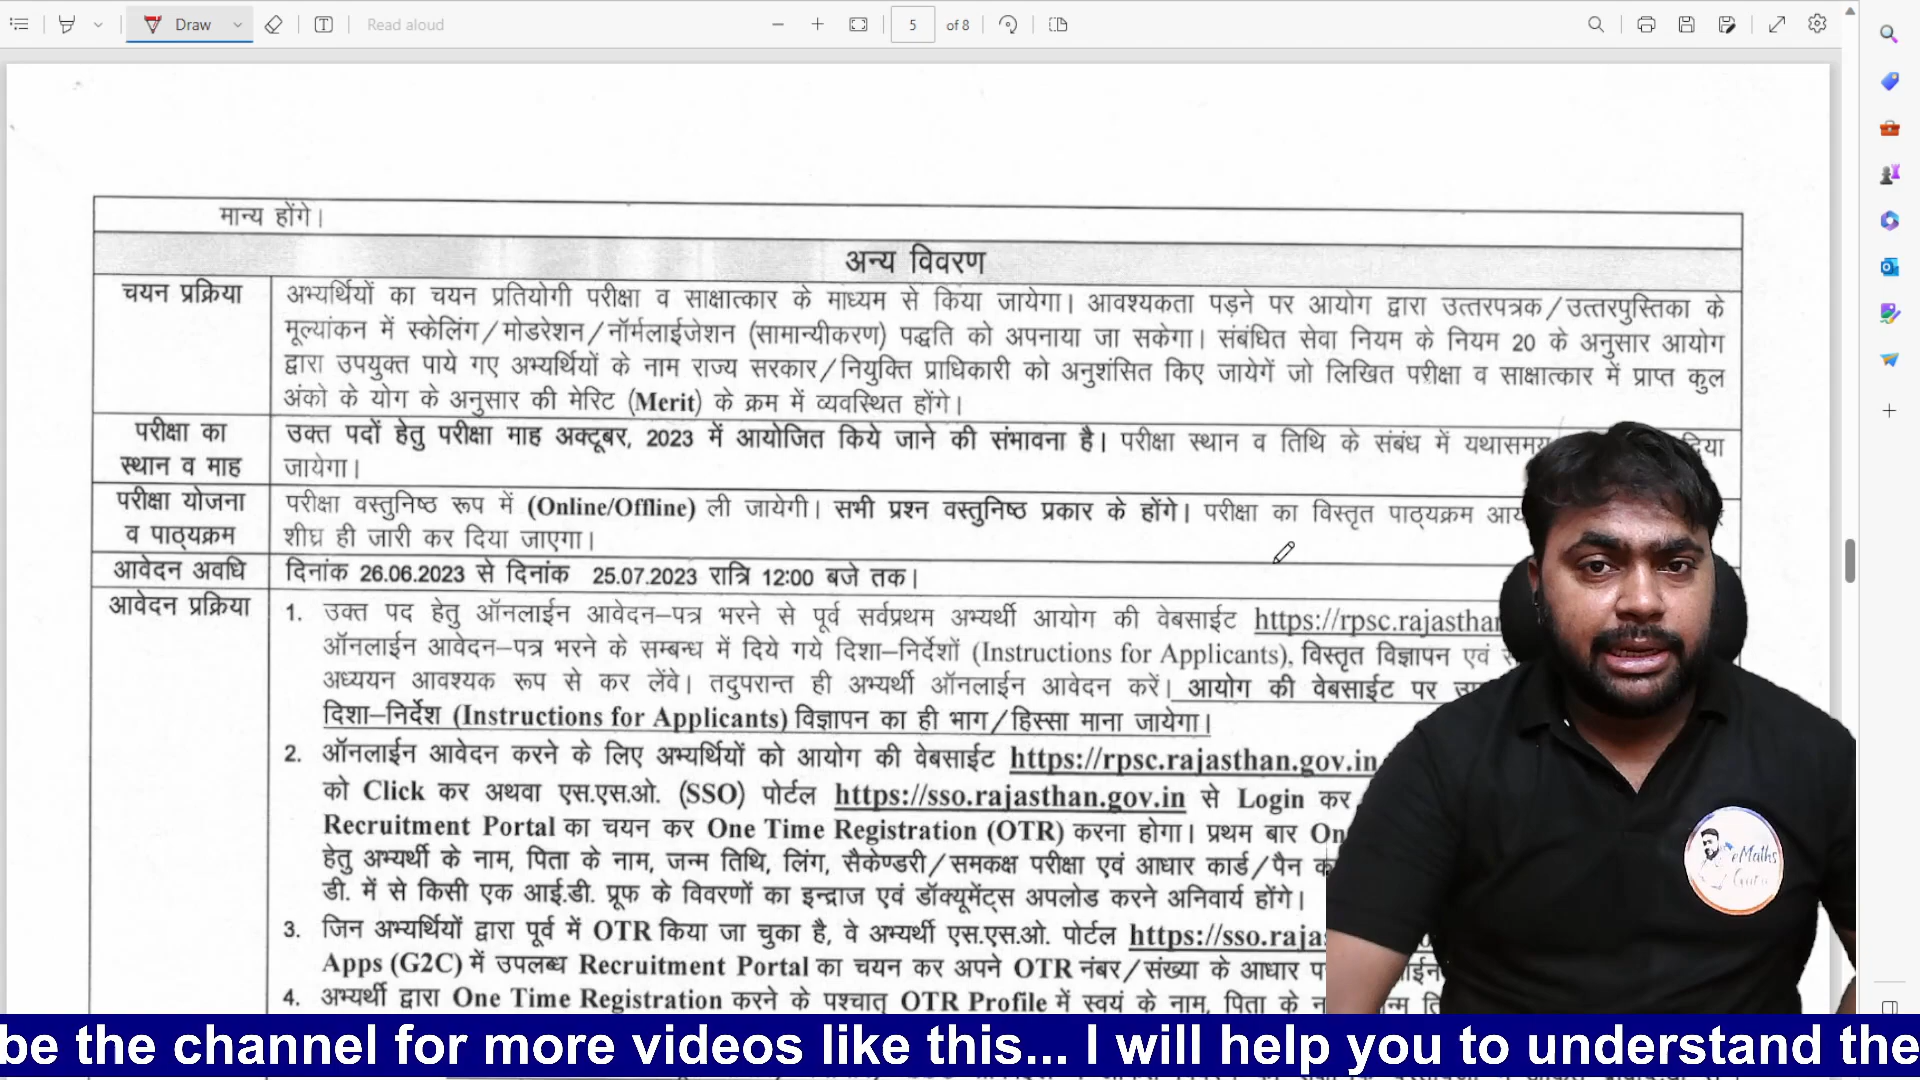 Draw
Read aloud
5
of 8
मान्य होंगे।
अन्य विवरण
चयन प्रक्रिया
अभ्यर्थियों का चयन प्रतियोगी परीक्षा व साक्षात्कार के माध्यम से किया जायेगा। आवश्यकता पड़ने पर आयोग द्वारा उत्तरपत्रक/उत्तरपुस्तिका के
मूल्यांकन में स्केलिंग/मोडरेशन/नॉर्मलाईजेशन (सामान्यीकरण) पद्धति को अपनाया जा सकेगा। संबंधित सेवा नियम के नियम 20 के अनुसार आयोग
द्वारा उपयुक्त पाये गए अभ्यर्थियों के नाम राज्य सरकार/नियुक्ति प्राधिकारी को अनुशंसित किए जायेगें जो लिखित परीक्षा व साक्षात्कार में प्राप्त कुल
अंको के योग के अनुसार की मेरिट (Merit) के क्रम में व्यवस्थित होंगे।
परीक्षा का
स्थान व माह
उक्त पदों हेतु परीक्षा माह अक्टूबर, 2023 में आयोजित किये जाने की संभावना है। परीक्षा स्थान व तिथि के संबंध में यथासमय दिया
जायेगा।
परीक्षा योजना
व पाठ्यक्रम
परीक्षा वस्तुनिष्ठ रूप में (Online/Offline) ली जायेगी। सभी प्रश्न वस्तुनिष्ठ प्रकार के होंगे। परीक्षा का विस्तृत पाठ्यक्रम
शीघ्र ही जारी कर दिया जाएगा।
आवेदन अवधि
दिनांक 26.06.2023 से दिनांक 25.07.2023 रात्रि 12:00 बजे तक।
आवेदन प्रक्रिया
1. उक्त पद हेतु ऑनलाईन आवेदन–पत्र भरने से पूर्व सर्वप्रथम अभ्यर्थी आयोग की वेबसाईट https://rpsc.rajasthan
ऑनलाईन आवेदन–पत्र भरने के सम्बन्ध में दिये गये दिशा–निर्देशों (Instructions for Applicants), विस्तृत विज्ञापन एवं
अध्ययन आवश्यक रूप से कर लेंवे। तदुपरान्त ही अभ्यर्थी ऑनलाईन आवेदन करें। आयोग की वेबसाईट पर
दिशा–निर्देश (Instructions for Applicants) विज्ञापन का ही भाग/हिस्सा माना जायेगा।
2. ऑनलाईन आवेदन करने के लिए अभ्यर्थियों को आयोग की वेबसाईट https://rpsc.rajasthan.gov.in
को Click कर अथवा एस.एस.ओ. (SSO) पोर्टल https://sso.rajasthan.gov.in से Login कर
Recruitment Portal का चयन कर One Time Registration (OTR) करना होगा। प्रथम बार On
हेतु अभ्यर्थी के नाम, पिता के नाम, जन्म तिथि, लिंग, सैकेण्डरी/समकक्ष परीक्षा एवं आधार कार्ड/पैन
डी. में से किसी एक आई.डी. प्रूफ के विवरणों का इन्द्राज एवं डॉक्यूमेंट्स अपलोड करने अनिवार्य होंगे।
3. जिन अभ्यर्थियों द्वारा पूर्व में OTR किया जा चुका है, वे अभ्यर्थी एस.एस.ओ. पोर्टल https://sso.raja
Apps (G2C) में उपलब्ध Recruitment Portal का चयन कर अपने OTR नंबर/संख्या के आधार
4. अभ्यर्थी द्वारा One Time Registration करने के पश्चात् OTR Profile में स्वयं के नाम, पिता के
eMaths
Guru
be the channel for more videos like this... I will help you to understand the